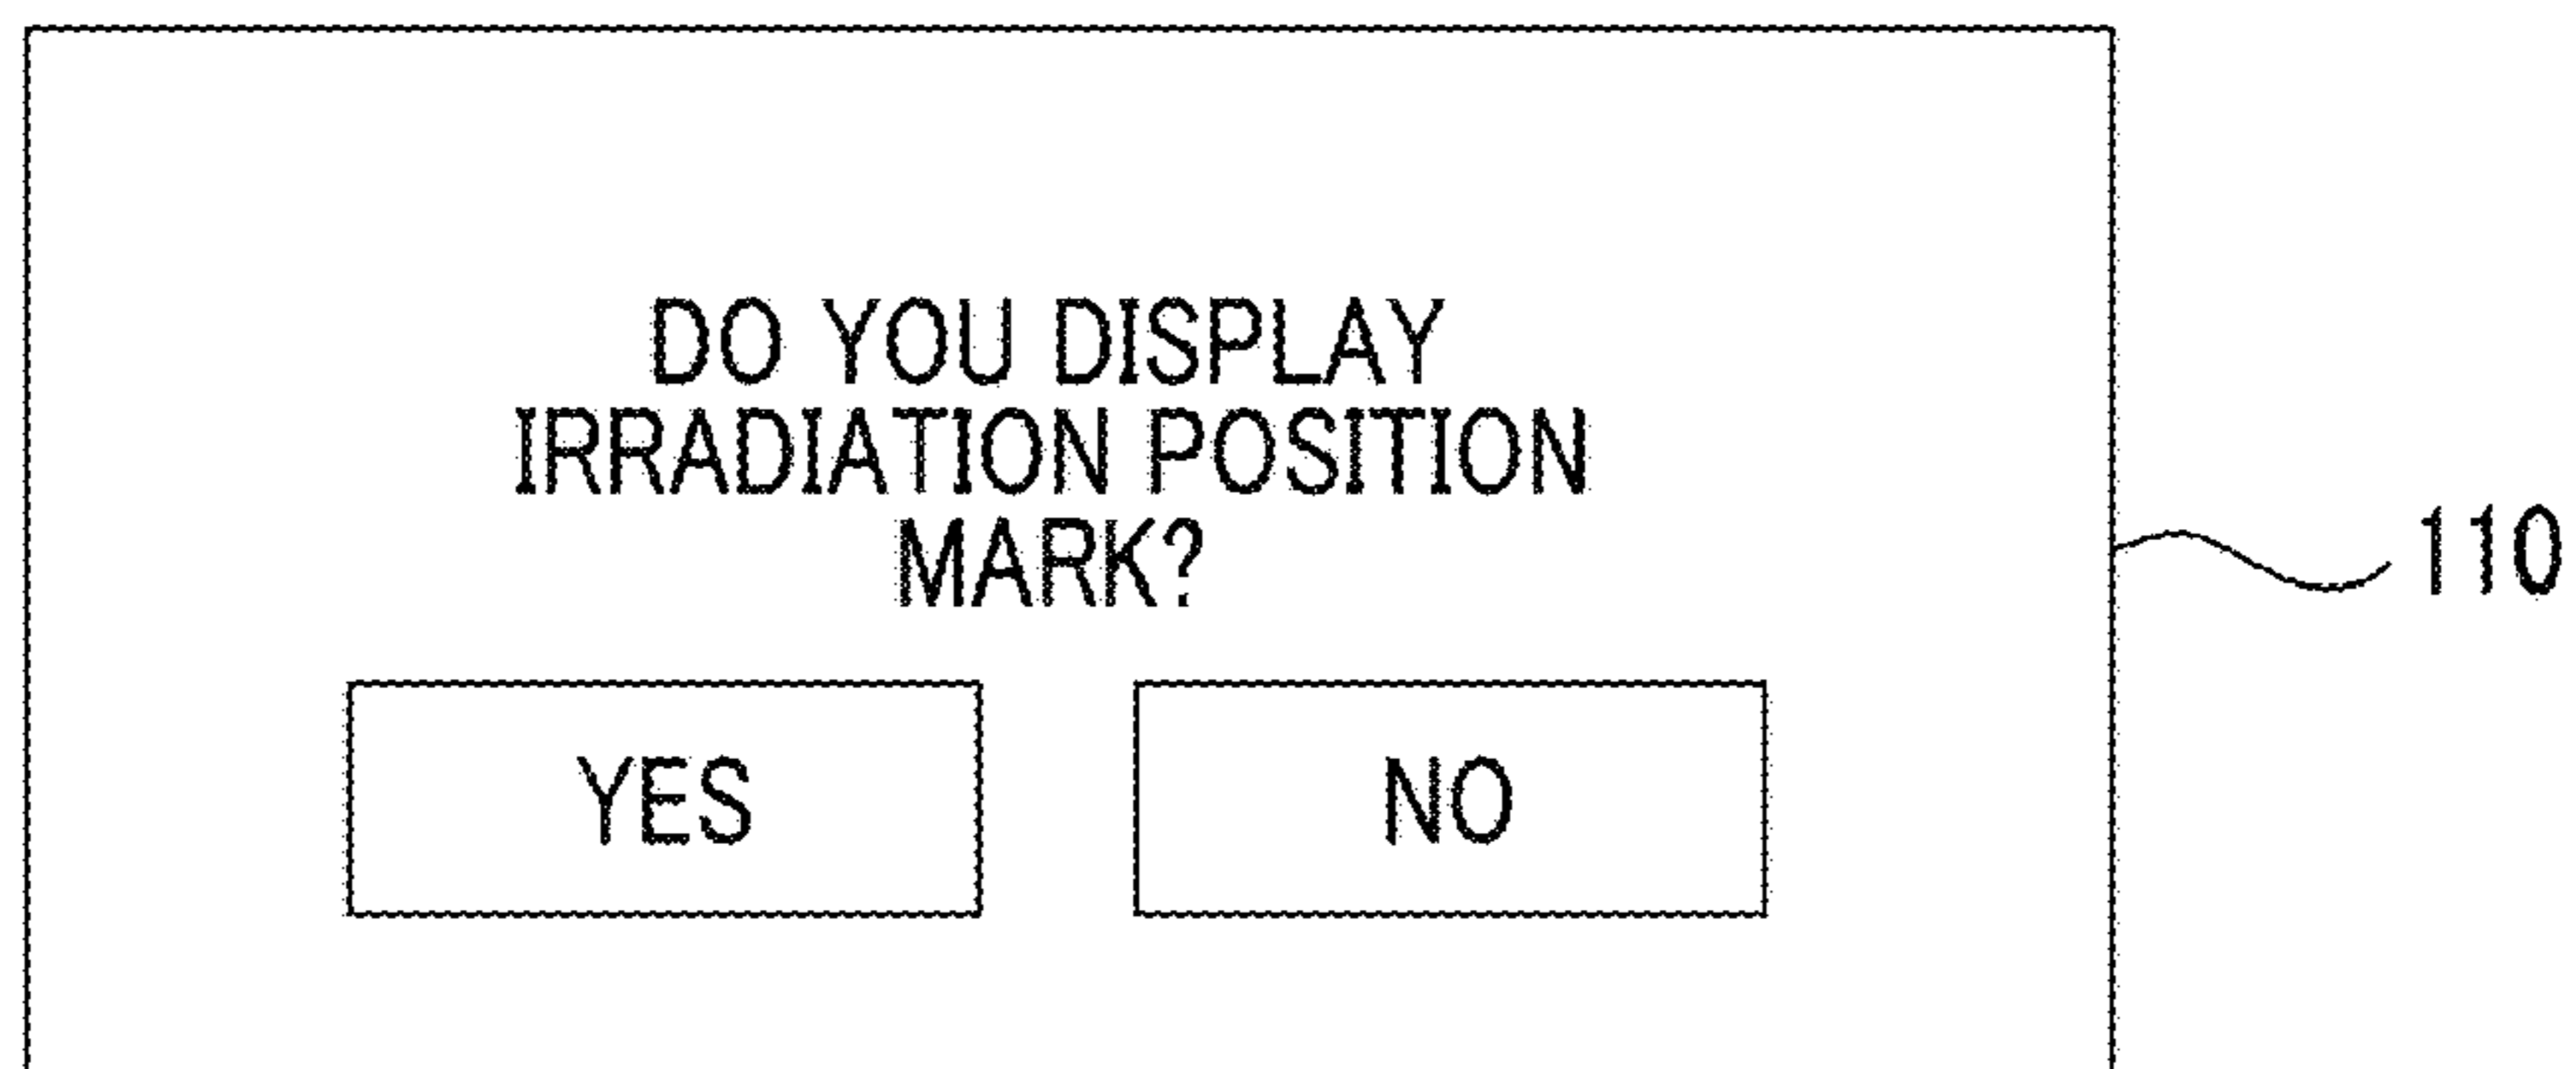 DO YOU DISPLAY
IRRADIATION POSITION
MARK?
110
YES NO